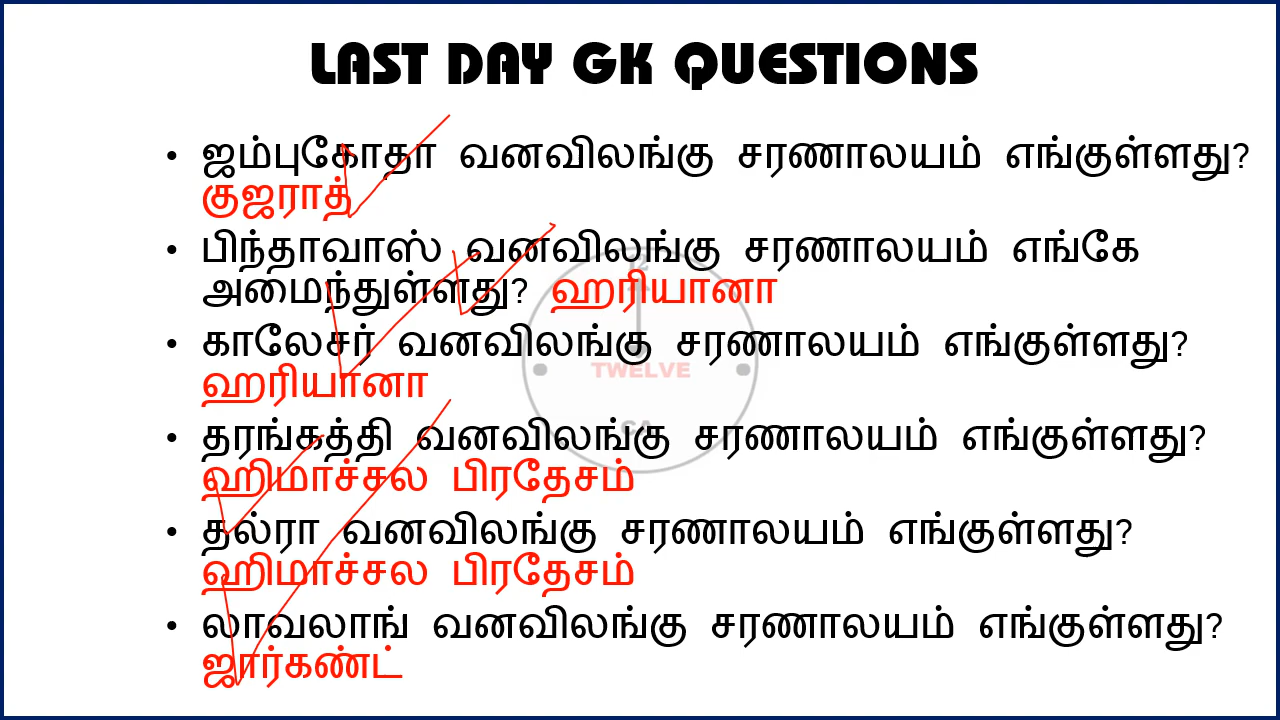 LAST DAY GK QUESTIONS
• ஜம்புகோதா வனவிலங்கு சரணாலயம் எங்குள்ளது?
குஜராத்
• பிந்தாவாஸ் வனவிலங்கு சரணாலயம் எங்கே
அமைந்துள்ளது? ஹரியானா
• காலேசர் வனவிலங்கு சரணாலயம் எங்குள்ளது?
ஹரியானா
TWELVE
• தரங்கத்தி வனவிலங்கு சரணாலயம் எங்குள்ளது?
CA
ஹிமாச்சல பிரதேசம்
• தல்ரா வனவிலங்கு சரணாலயம் எங்குள்ளது?
ஹிமாச்சல பிரதேசம்
• லாவலாங் வனவிலங்கு சரணாலயம் எங்குள்ளது?
ஜார்கண்ட்